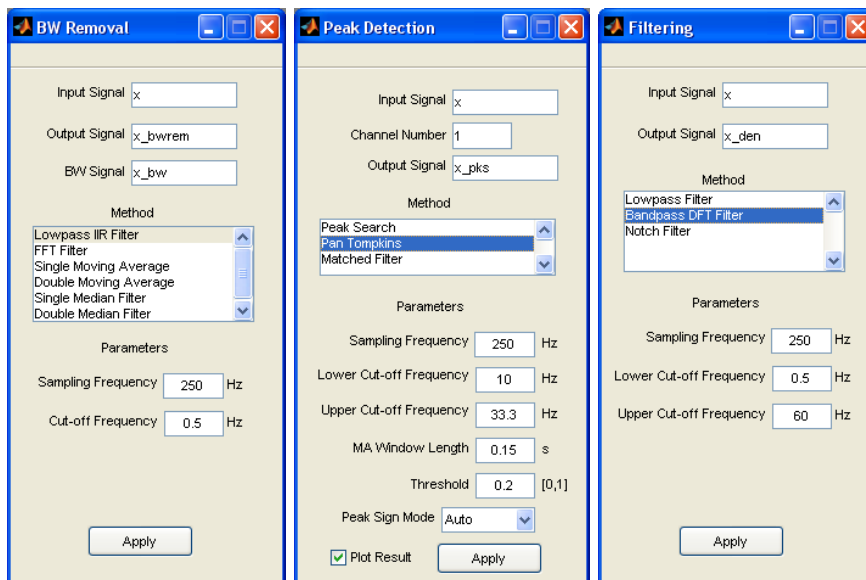 BW Removal
Input Signal x
Output Signal x_bwrem
BW Signal x_bw
Method
Lowpass IIR Filter
FFT Filter
Single Moving Average
Double Moving Average
Single Median Filter
Double Median Filter
Parameters
Sampling Frequency 250 Hz
Cut-off Frequency 0.5 Hz
Apply
Peak Detection
Input Signal x
Channel Number 1
Output Signal x_pks
Method
Peak Search
Pan Tompkins
Matched Filter
Parameters
Sampling Frequency 250 Hz
Lower Cut-off Frequency 10 Hz
Upper Cut-off Frequency 33.3 Hz
MA Window Length 0.15 s
Threshold 0.2 [0,1]
Peak Sign Mode Auto
Plot Result Apply
Filtering
Input Signal x
Output Signal x_den
Method
Lowpass Filter
Bandpass DFT Filter
Notch Filter
Parameters
Sampling Frequency 250 Hz
Lower Cut-off Frequency 0.5 Hz
Upper Cut-off Frequency 60 Hz
Apply